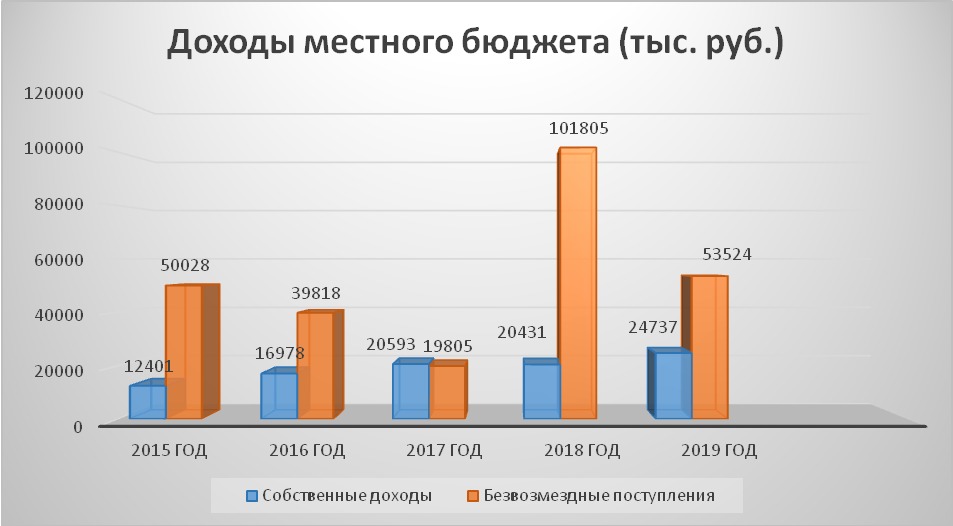 Доходы местного бюджета (тыс. руб.)
120000
100000
80000
60000
40000
20000
0
50028
12401
39818
16978
20593
19805
101805
20431
53524
24737
2015 ГОД
2016 ГОД
2017 ГОД
2018 ГОД
2019 ГОД
Собственные доходы
Безвозмездные поступления